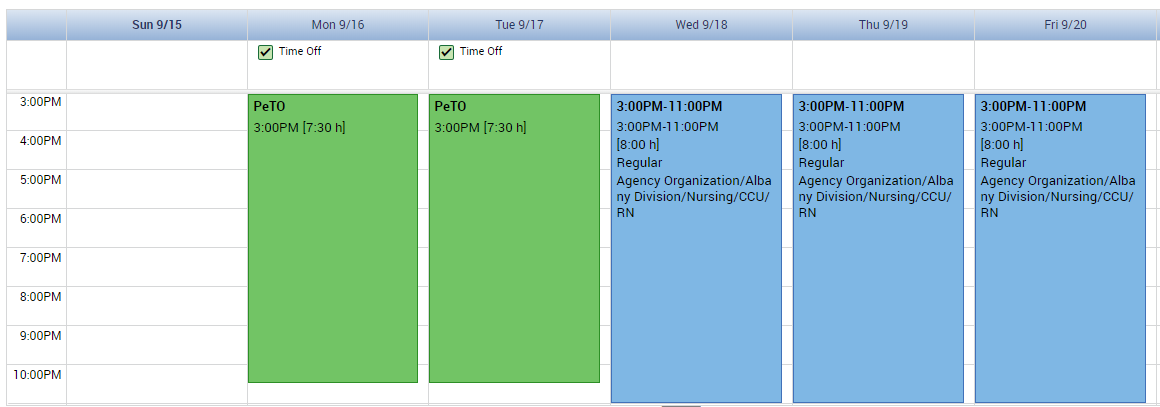 Sun 9/15 Mon 9/16 Tue 9/17 Wed 9/18 Thu 9/19 Fri 9/20
Time Off Time Off
3:00PM
4:00PM
5:00PM
6:00PM
7:00PM
8:00PM
9:00PM
10:00PM
PeTO
3:00PM [7:30 h]
PeTO
3:00PM [7:30 h]
3:00PM-11:00PM
3:00PM-11:00PM
[8:00 h]
Regular
Agency Organization/Alba
ny Division/Nursing/CCU/
RN
3:00PM-11:00PM
3:00PM-11:00PM
[8:00 h]
Regular
Agency Organization/Alba
ny Division/Nursing/CCU/
RN
3:00PM-11:00PM
3:00PM-11:00PM
[8:00 h]
Regular
Agency Organization/Alba
ny Division/Nursing/CCU/
RN